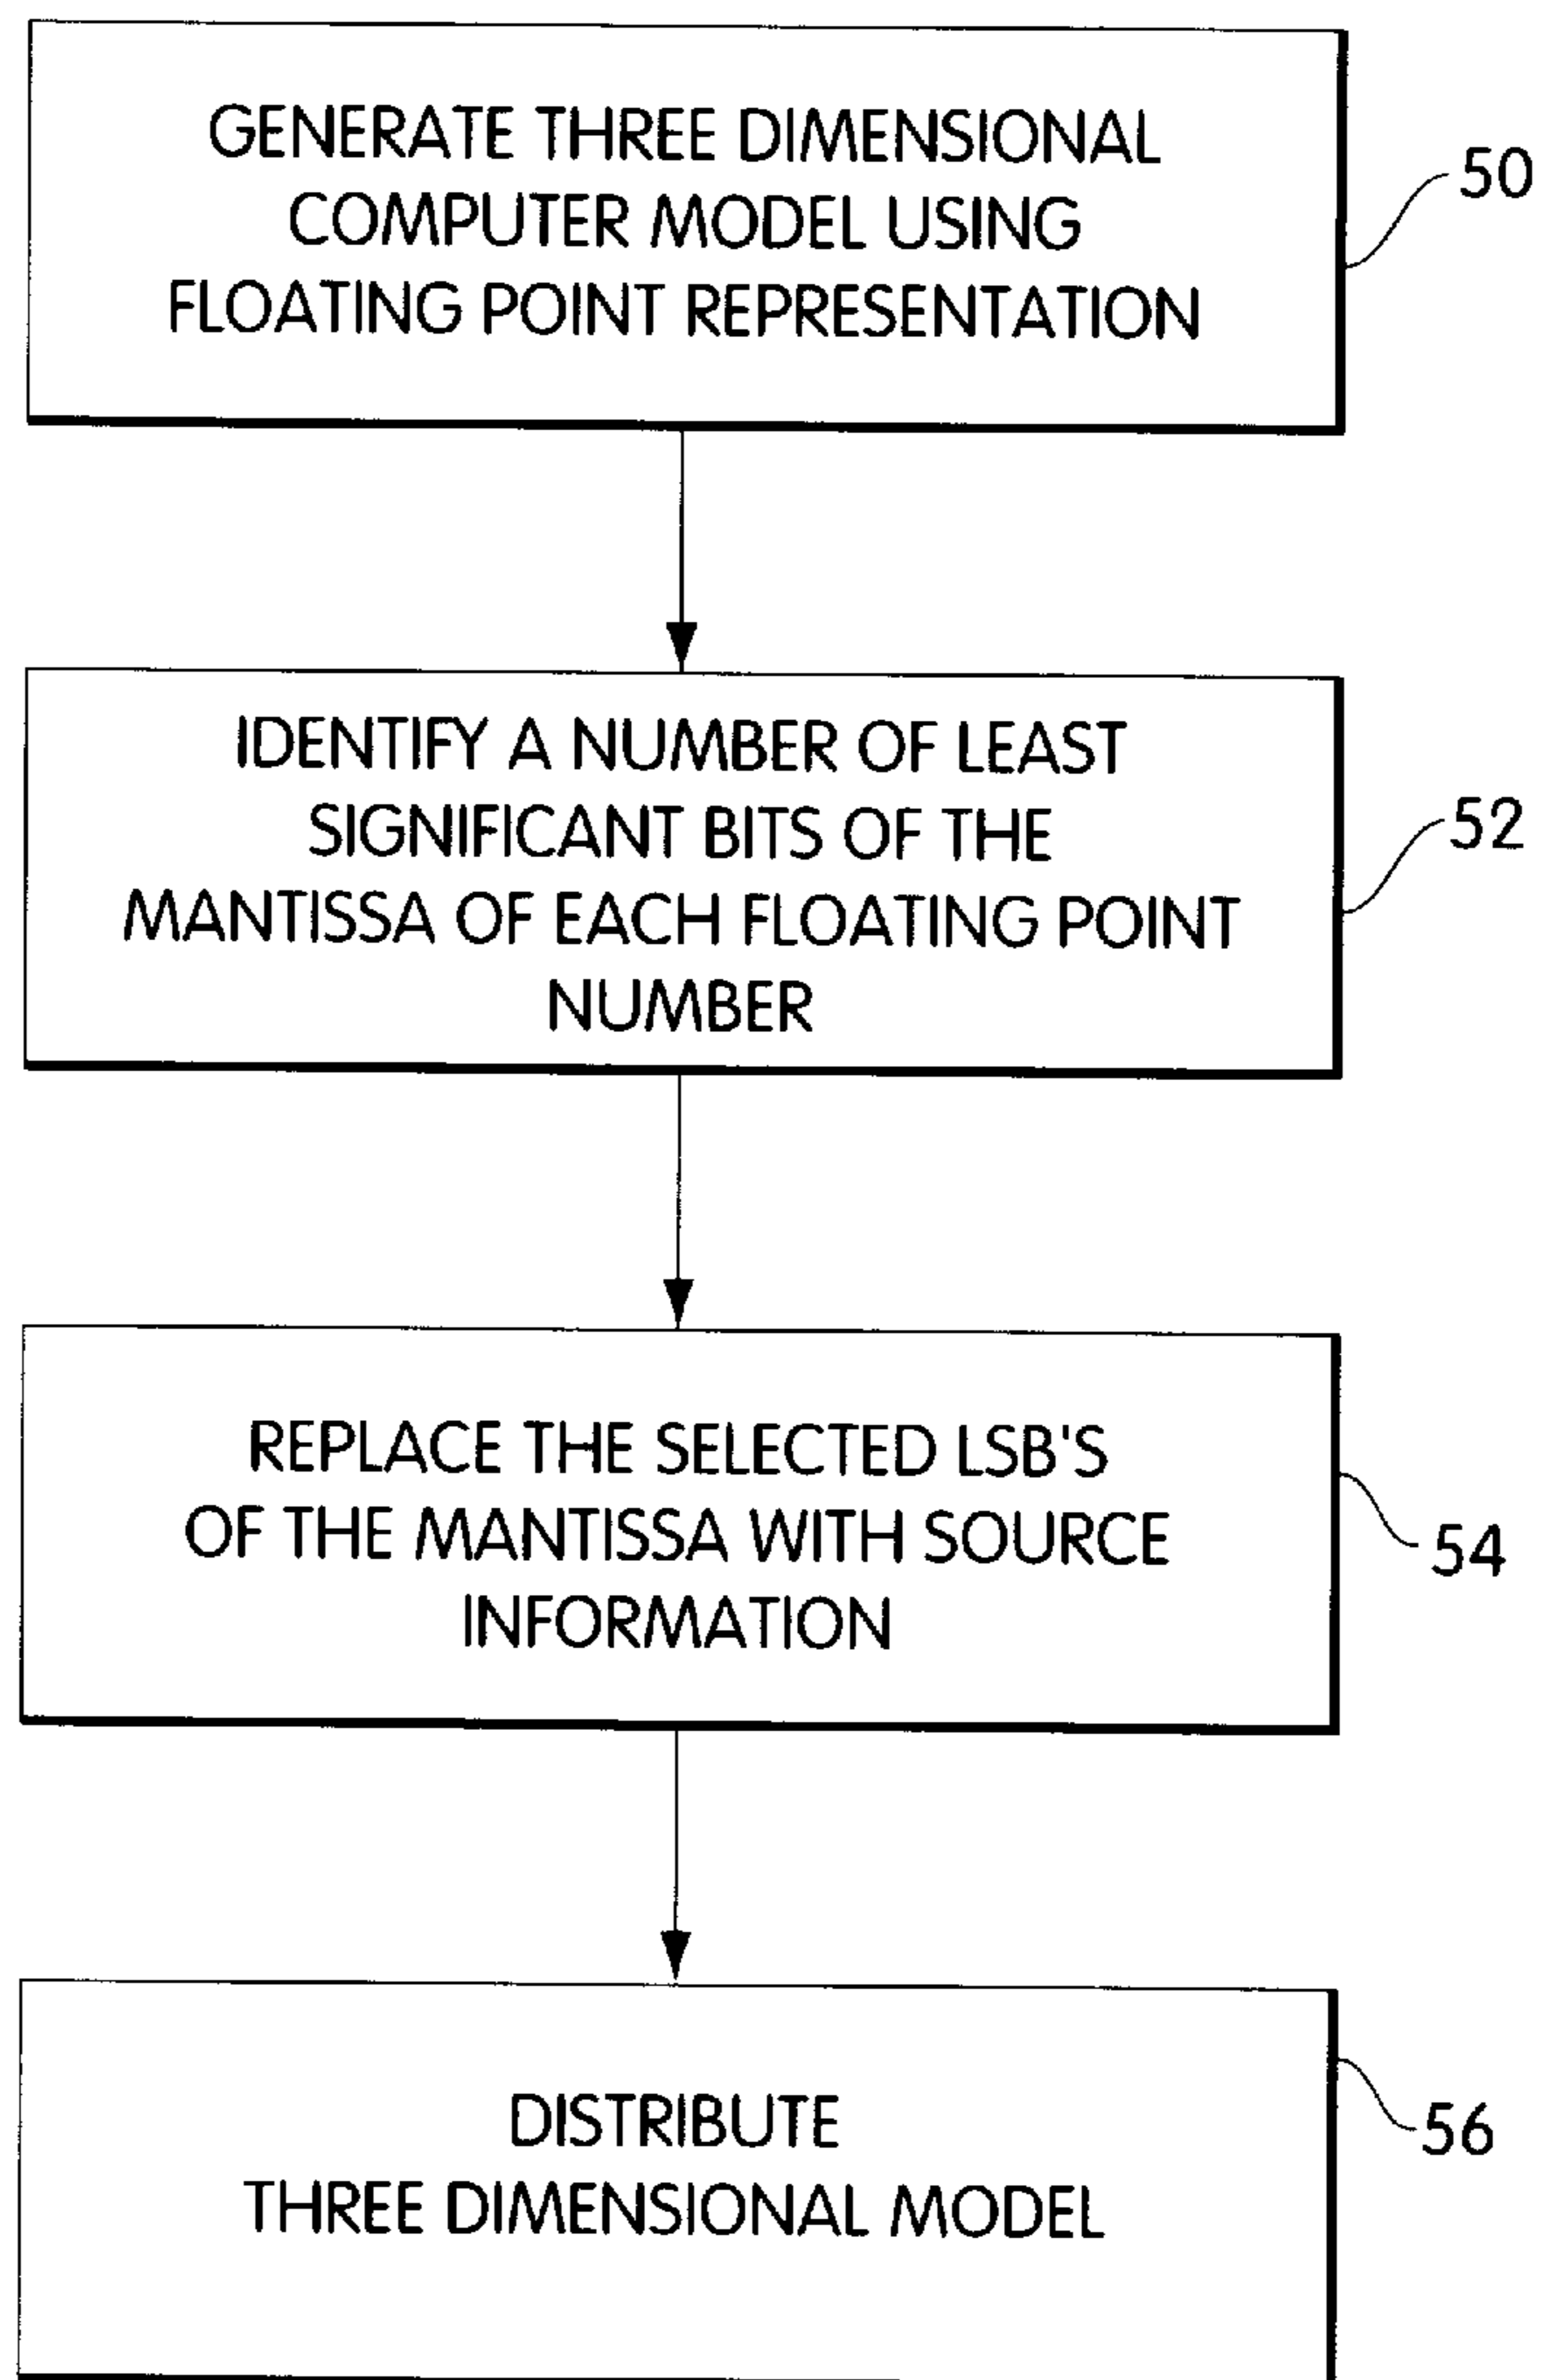 GENERATE THREE DIMENSIONAL
COMPUTER MODEL USING
FLOATING POINT REPRESENTATION
50
IDENTIFY A NUMBER OF LEAST
SIGNIFICANT BITS OF THE
MANTISSA OF EACH FLOATING POINT
NUMBER
52
REPLACE THE SELECTED LSB'S
OF THE MANTISSA WITH SOURCE
INFORMATION
54
DISTRIBUTE
THREE DIMENSIONAL MODEL
56